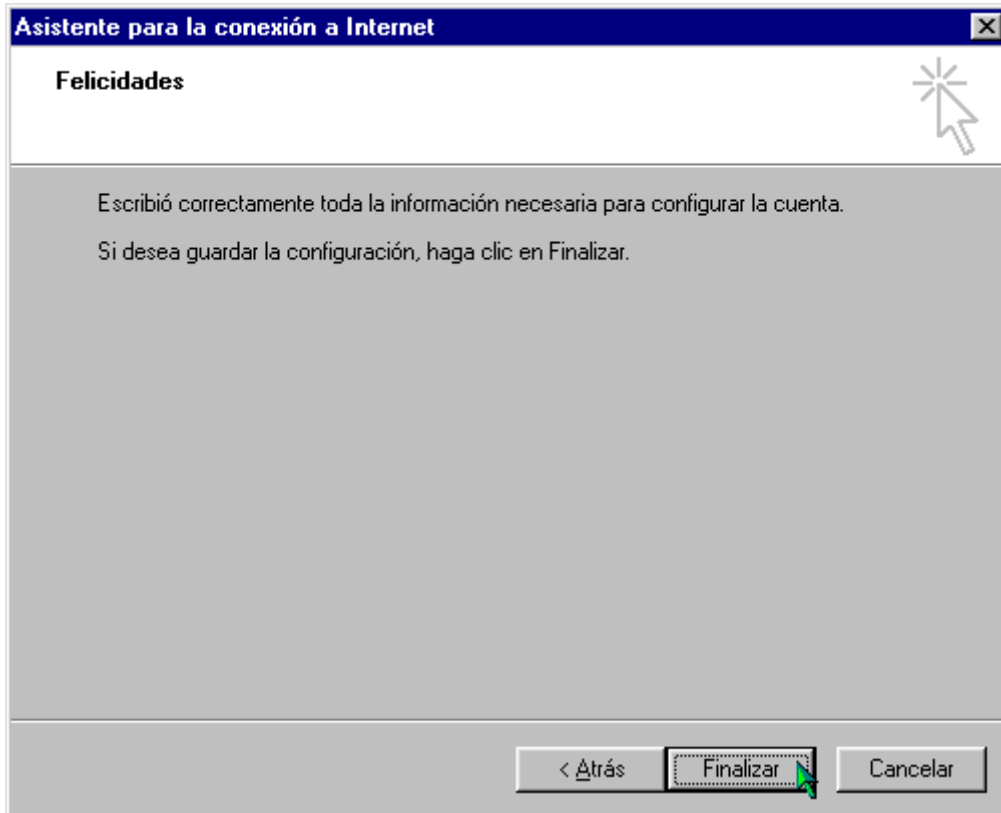 Asistente para la conexión a Internet
Felicidades
Escribió correctamente toda la información necesaria para configurar la cuenta.
Si desea guardar la configuración, haga clic en Finalizar.
< Atrás
Finalizar
Cancelar